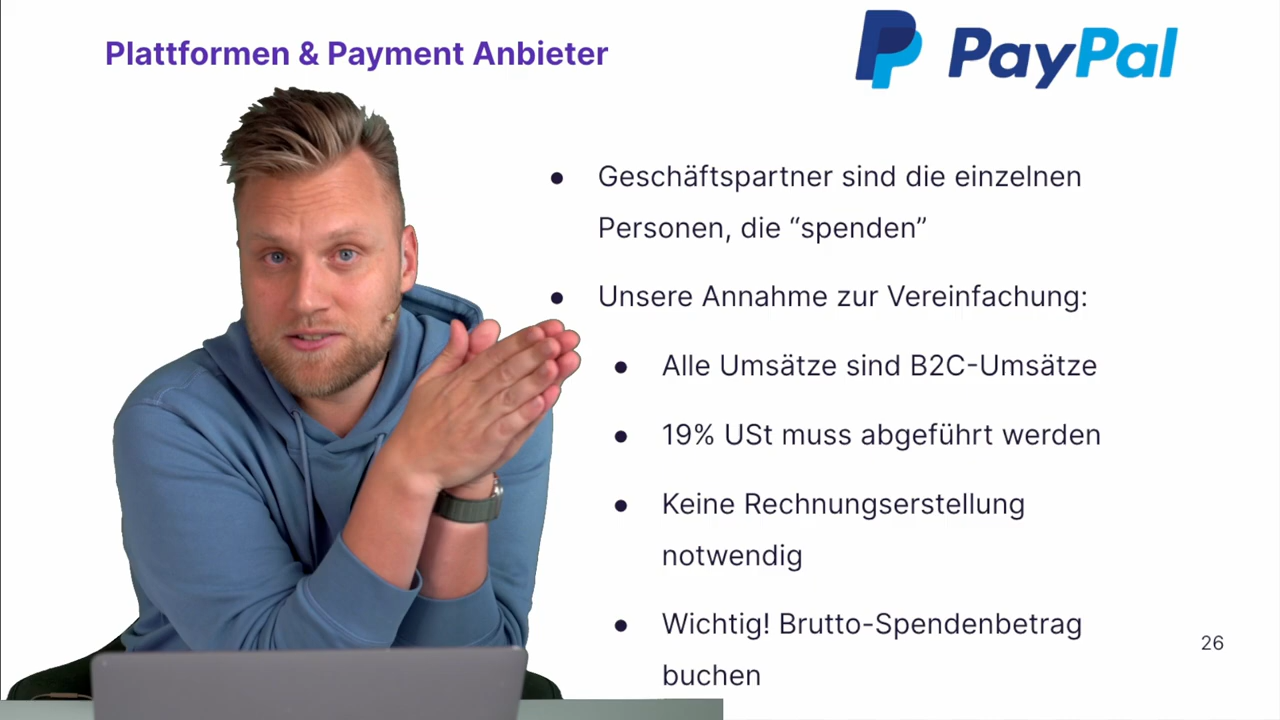 Plattformen & Payment Anbieter
PayPal
● Geschäftspartner sind die einzelnen
Personen, die “spenden”
● Unsere Annahme zur Vereinfachung:
● Alle Umsätze sind B2C-Umsätze
● 19% USt muss abgeführt werden
● Keine Rechnungserstellung
notwendig
● Wichtig! Brutto-Spendenbetrag
buchen
26